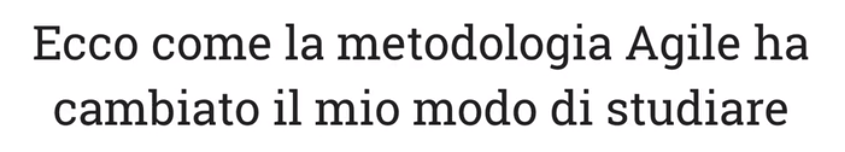 Ecco come la metodologia Agile ha
cambiato il mio modo di studiare